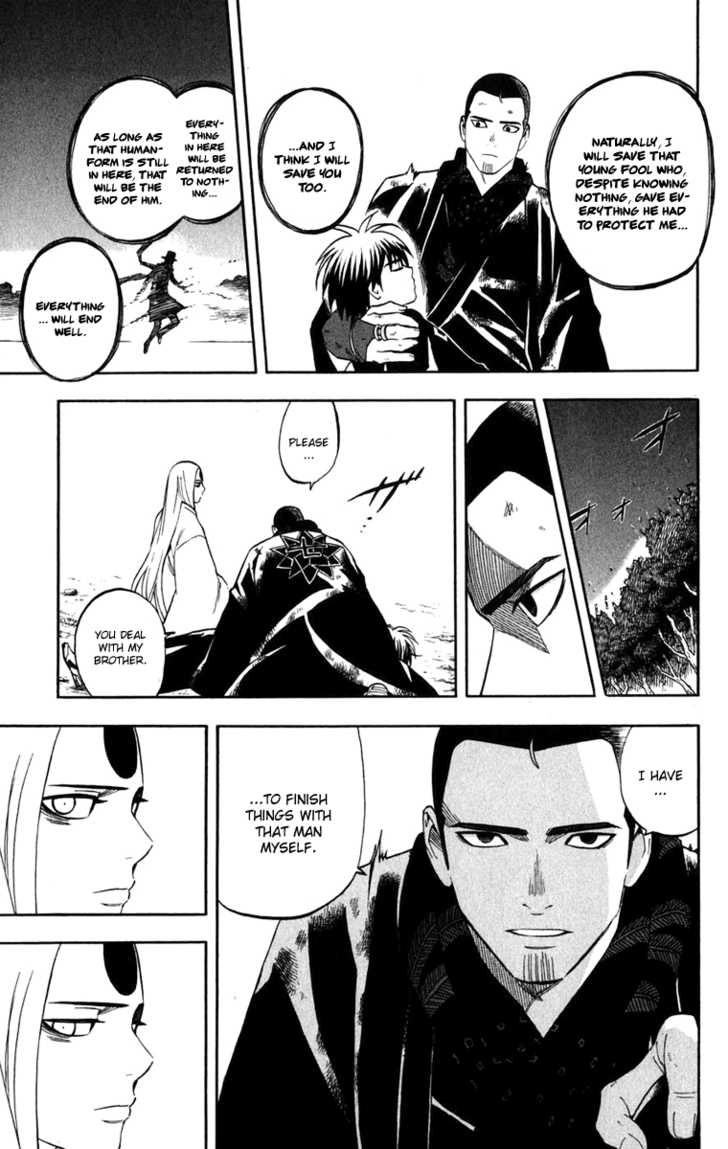 NATURALLY, I
WILL SAVE THAT
YOUNG FOOL WHO,
DESPITE KNOWING
NOTHING, GAVE EV-
ERYTHING HE HAD
TO PROTECT ME...
...AND I
THINK I WILL
SAVE YOU
TOO.
EVERY-
THING
IN HERE
WILL BE
RETURNED
TO NOTH-
ING...
AS LONG AS
THAT HUMAN-
FORM IS STILL
IN HERE, THAT
WILL BE THE
END OF HIM.
EVERYTHING
... WILL END
WELL.
PLEASE
...
YOU DEAL
WITH MY
BROTHER.
I HAVE
...
...TO FINISH
THINGS WITH
THAT MAN
MYSELF.